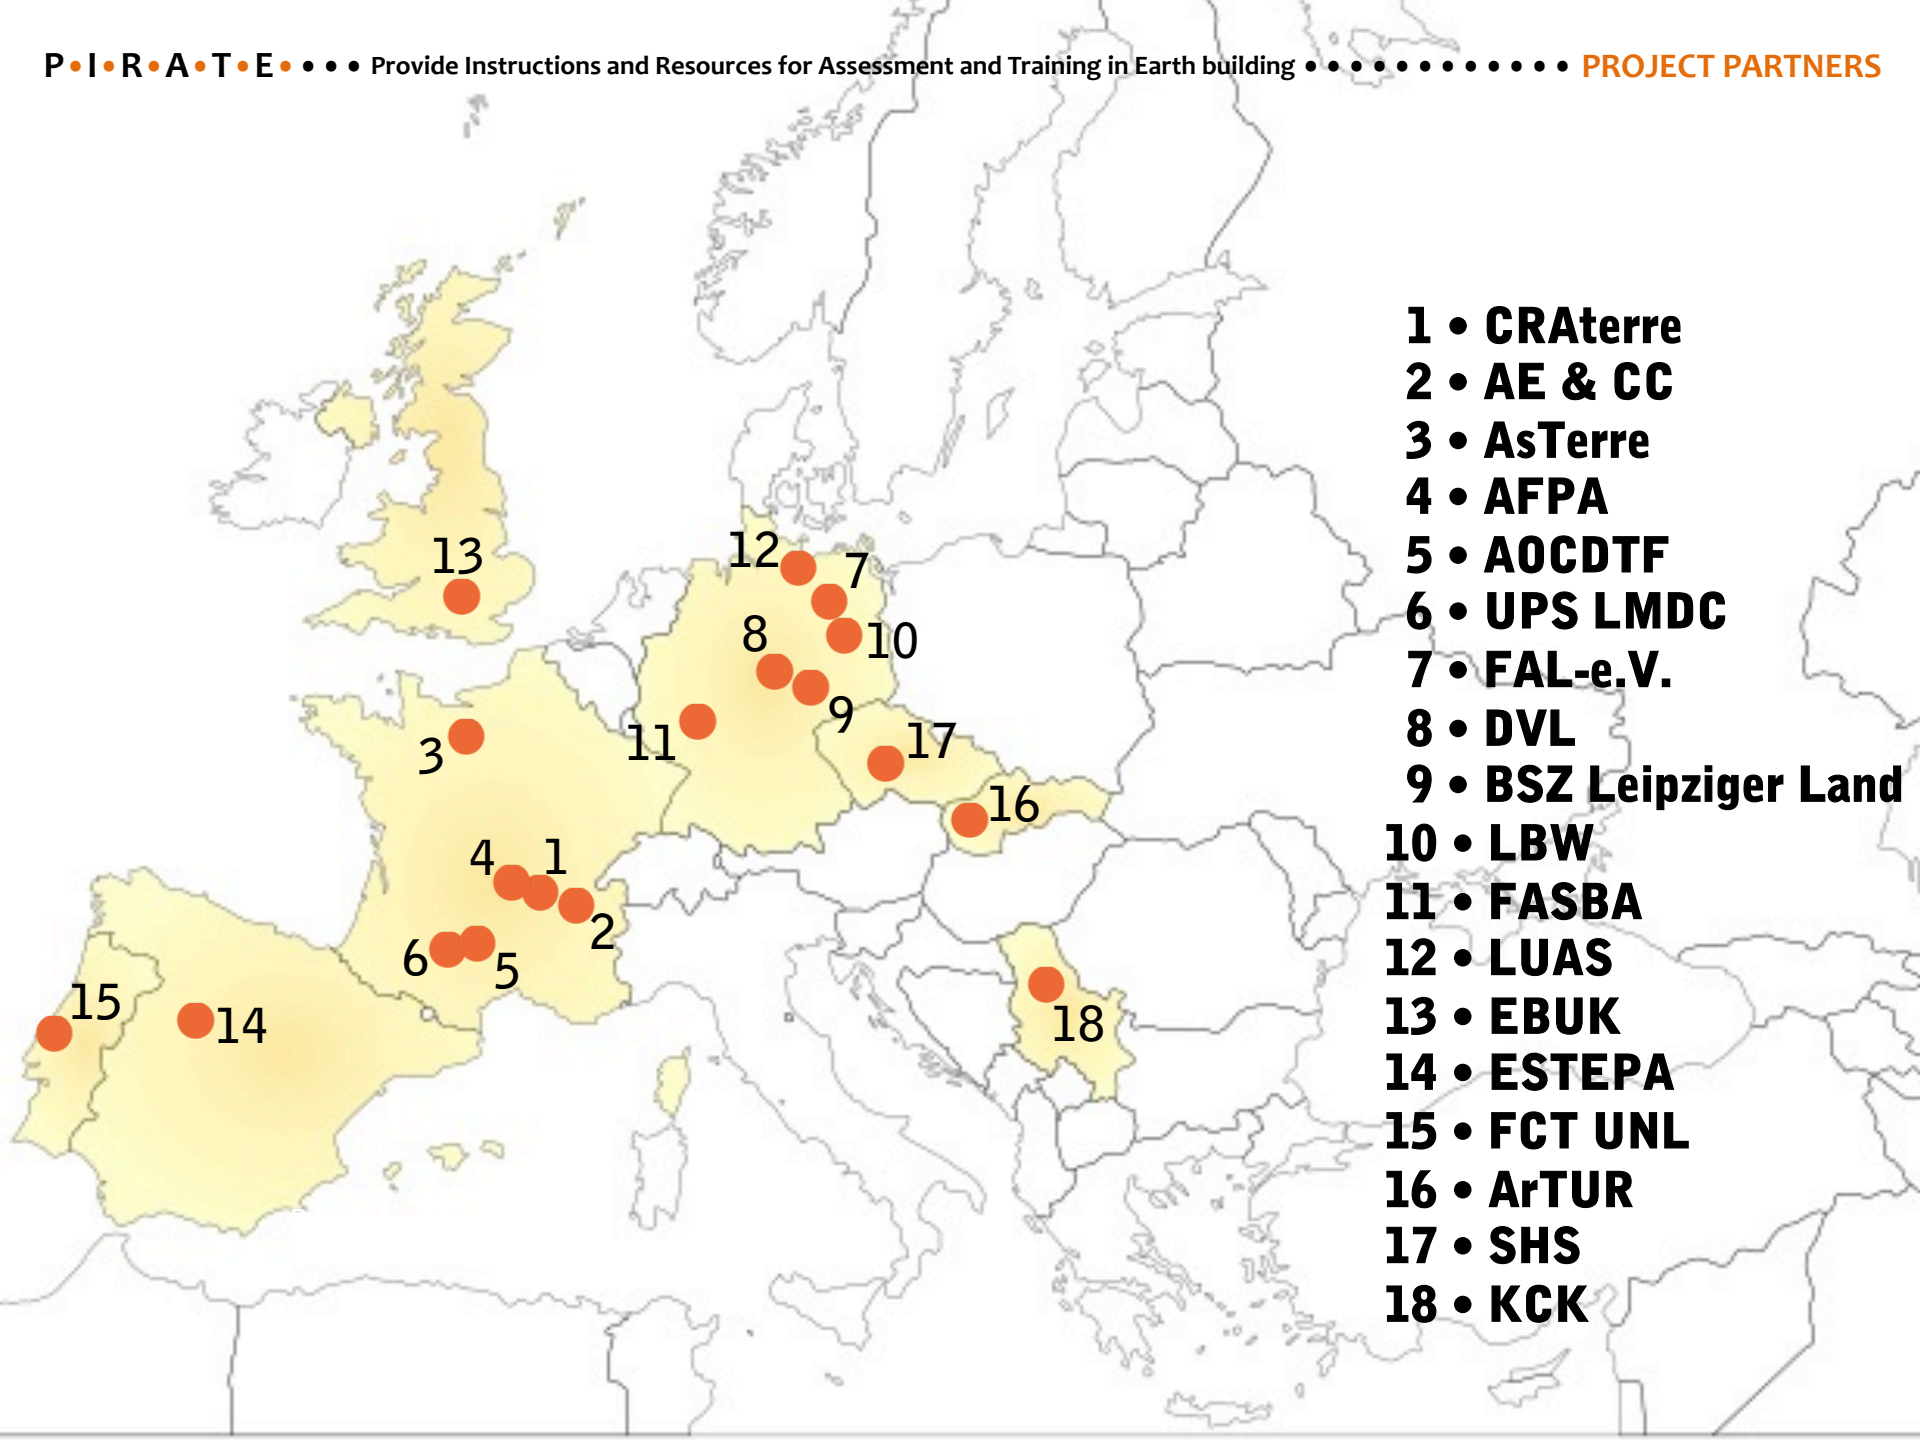 P•I•R•A•T•E• • • • Provide Instructions and Resources for Assessment and Training in Earth building • • • • • • • • • • • • PROJECT PARTNERS
1 • CRAterre
2 • AE & CC
3 • AsTerre
4 • AFPA
5 • AOCDTF
6 • UPS LMDC
7 • FAL-e.V.
8 • DVL
9 • BSZ Leipziger Land
10 • LBW
11 • FASBA
12 • LUAS
13 • EBUK
14 • ESTEPA
15 • FCT UNL
16 • ArTUR
17 • SHS
18 • KCK
13
12
7
8
10
9
11
17
3
16
4
1
2
6
5
15
14
18